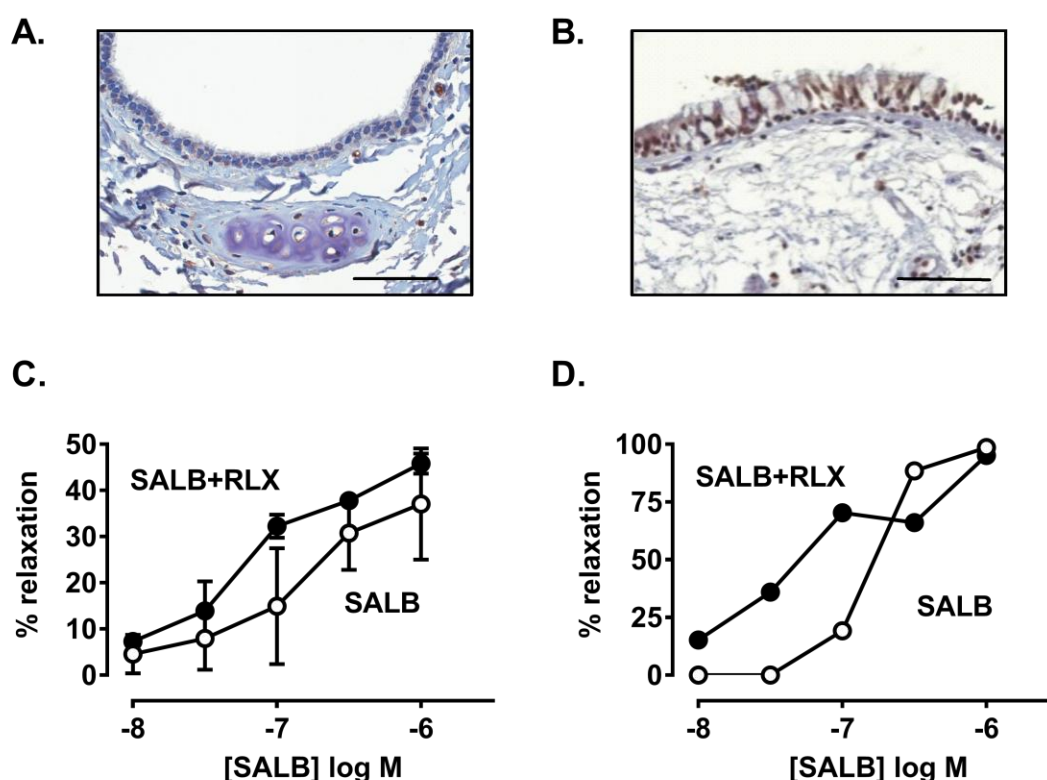 A.
B.
C.
D.
50
40
30
20
10
0
% relaxation
SALB+RLX
SALB
-8
-7
-6
[SALB] log M
100
75
50
25
0
% relaxation
SALB+RLX
SALB
-8
-7
-6
[SALB] log M